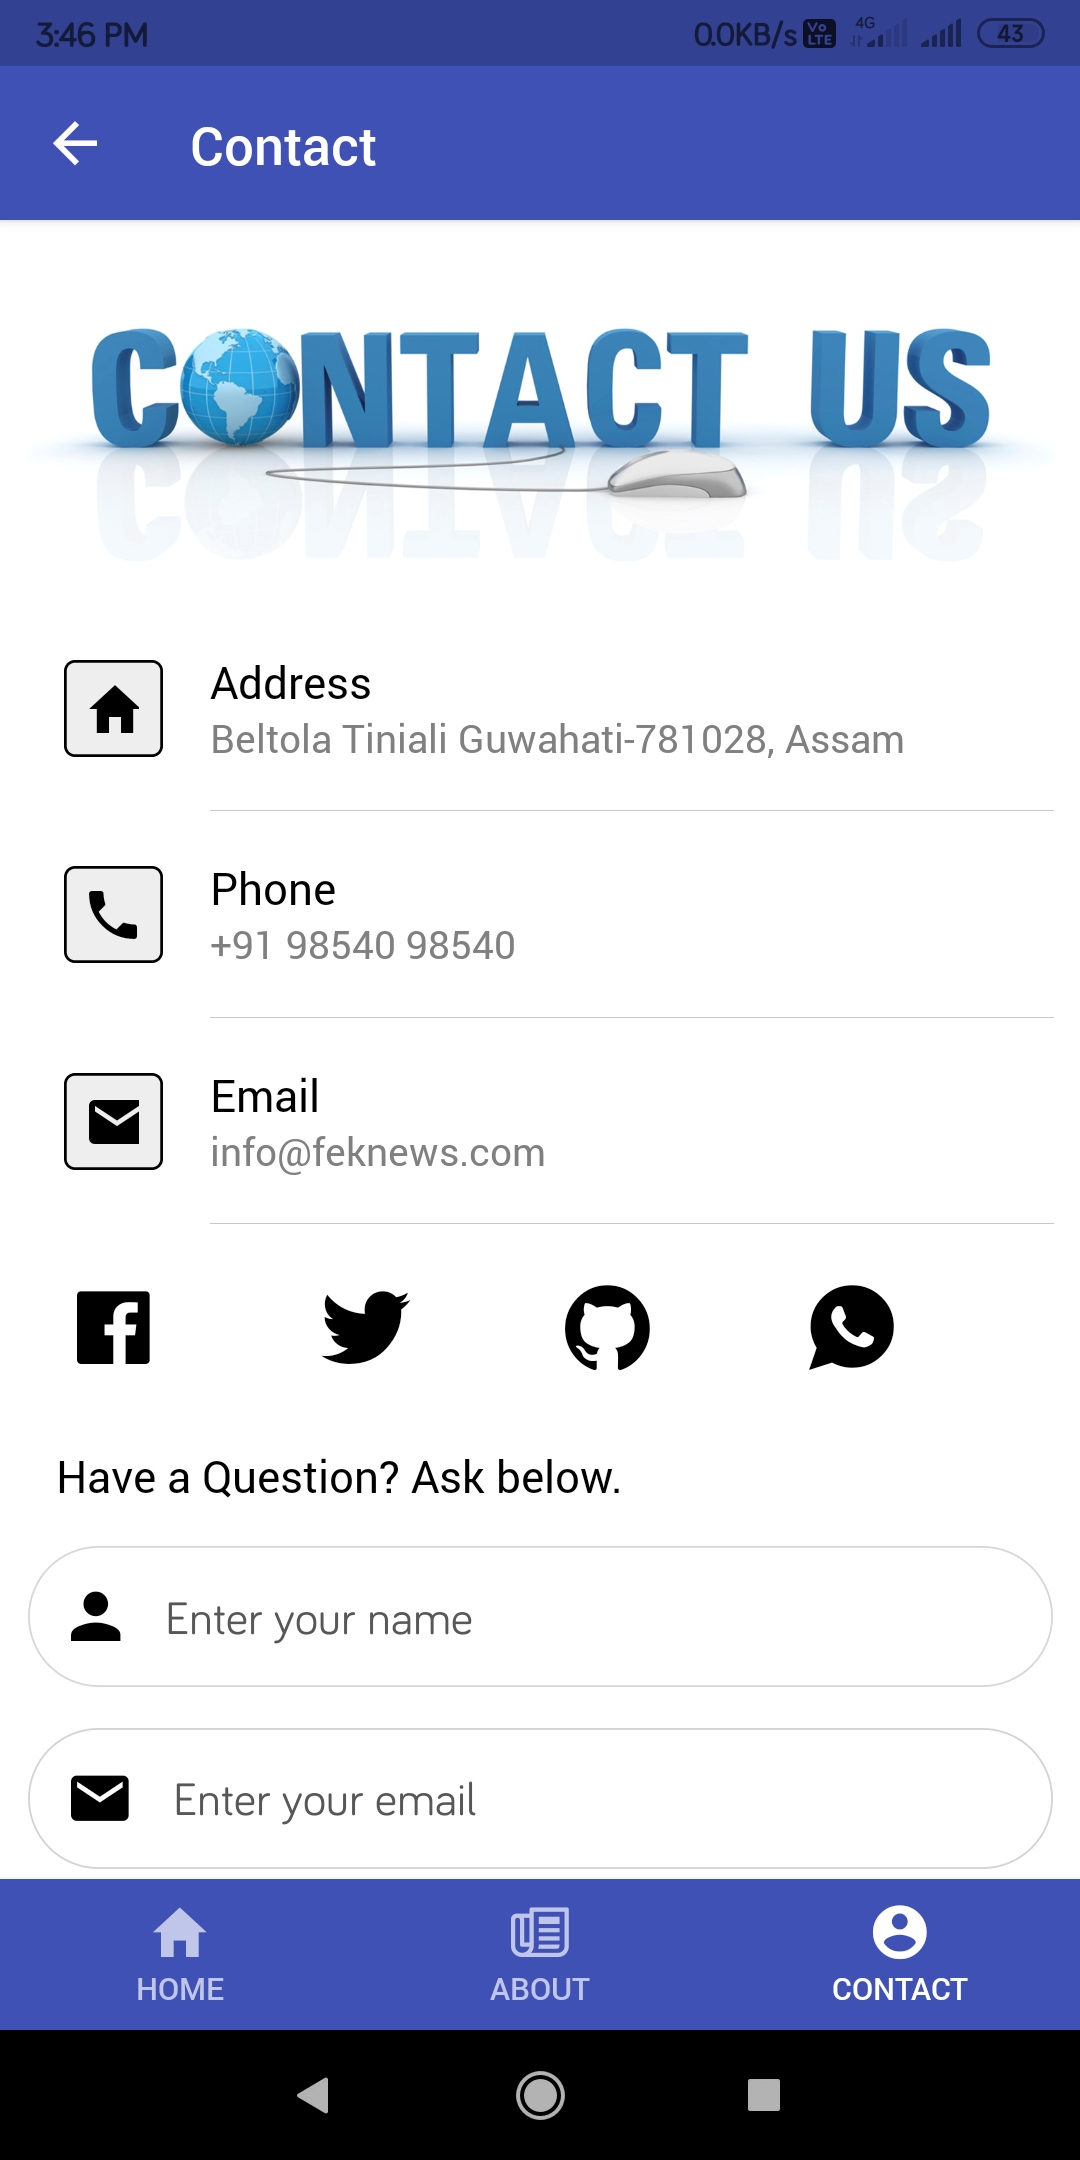 3:46 PM
0.0KB/s Vo LTE 4G 43
Contact
CONTACT US
Address
Beltola Tiniali Guwahati-781028, Assam
Phone
+91 98540 98540
Email
info@feknews.com
Have a Question? Ask below.
Enter your name
Enter your email
HOME ABOUT CONTACT